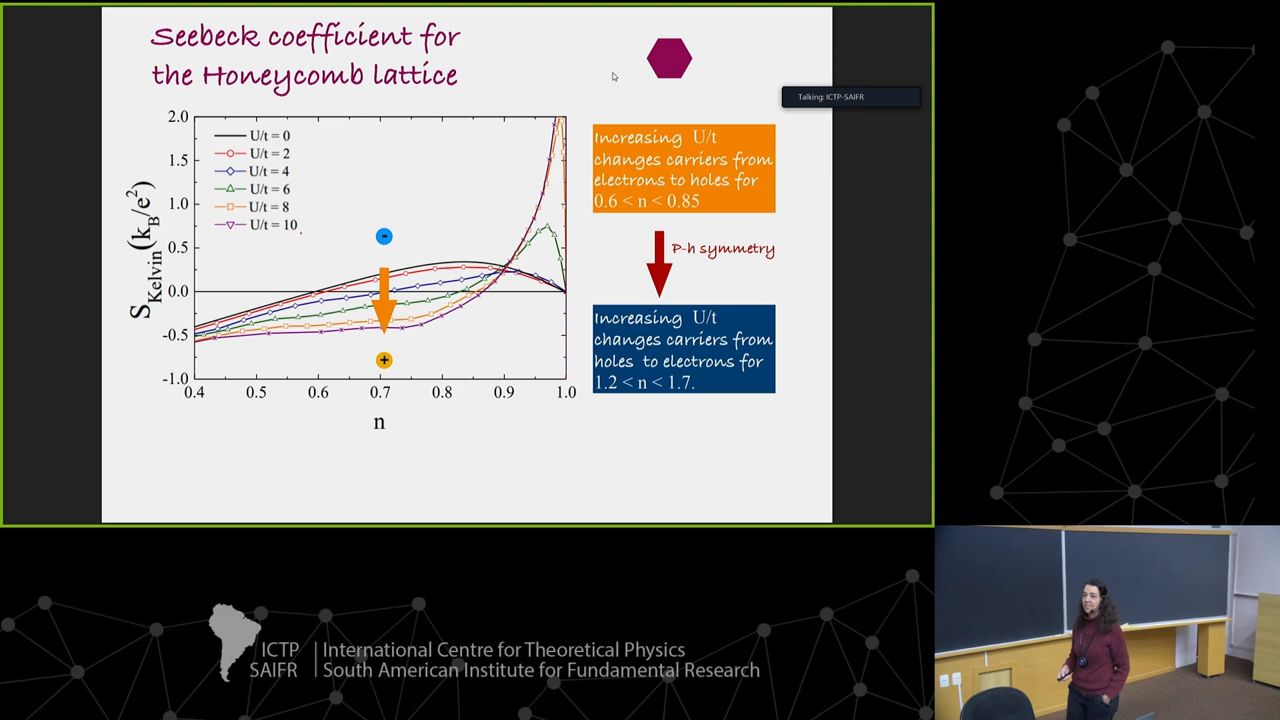 Seebeck coefficient for
the Honeycomb lattice
Talking: ICTP-SAIFR
S_Kelvin(k_B/e^2)
2.0
1.5
1.0
0.5
0.0
-0.5
-1.0
U/t = 0
U/t = 2
U/t = 4
U/t = 6
U/t = 8
U/t = 10
-
+
0.4 0.5 0.6 0.7 0.8 0.9 1.0
n
Increasing U/t
changes carriers from
electrons to holes for
0.6 < n < 0.85
P-h symmetry
Increasing U/t
changes carriers from
holes to electrons for
1.2 < n < 1.7.
ICTP
SAIFR
International Centre for Theoretical Physics
South American Institute for Fundamental Research